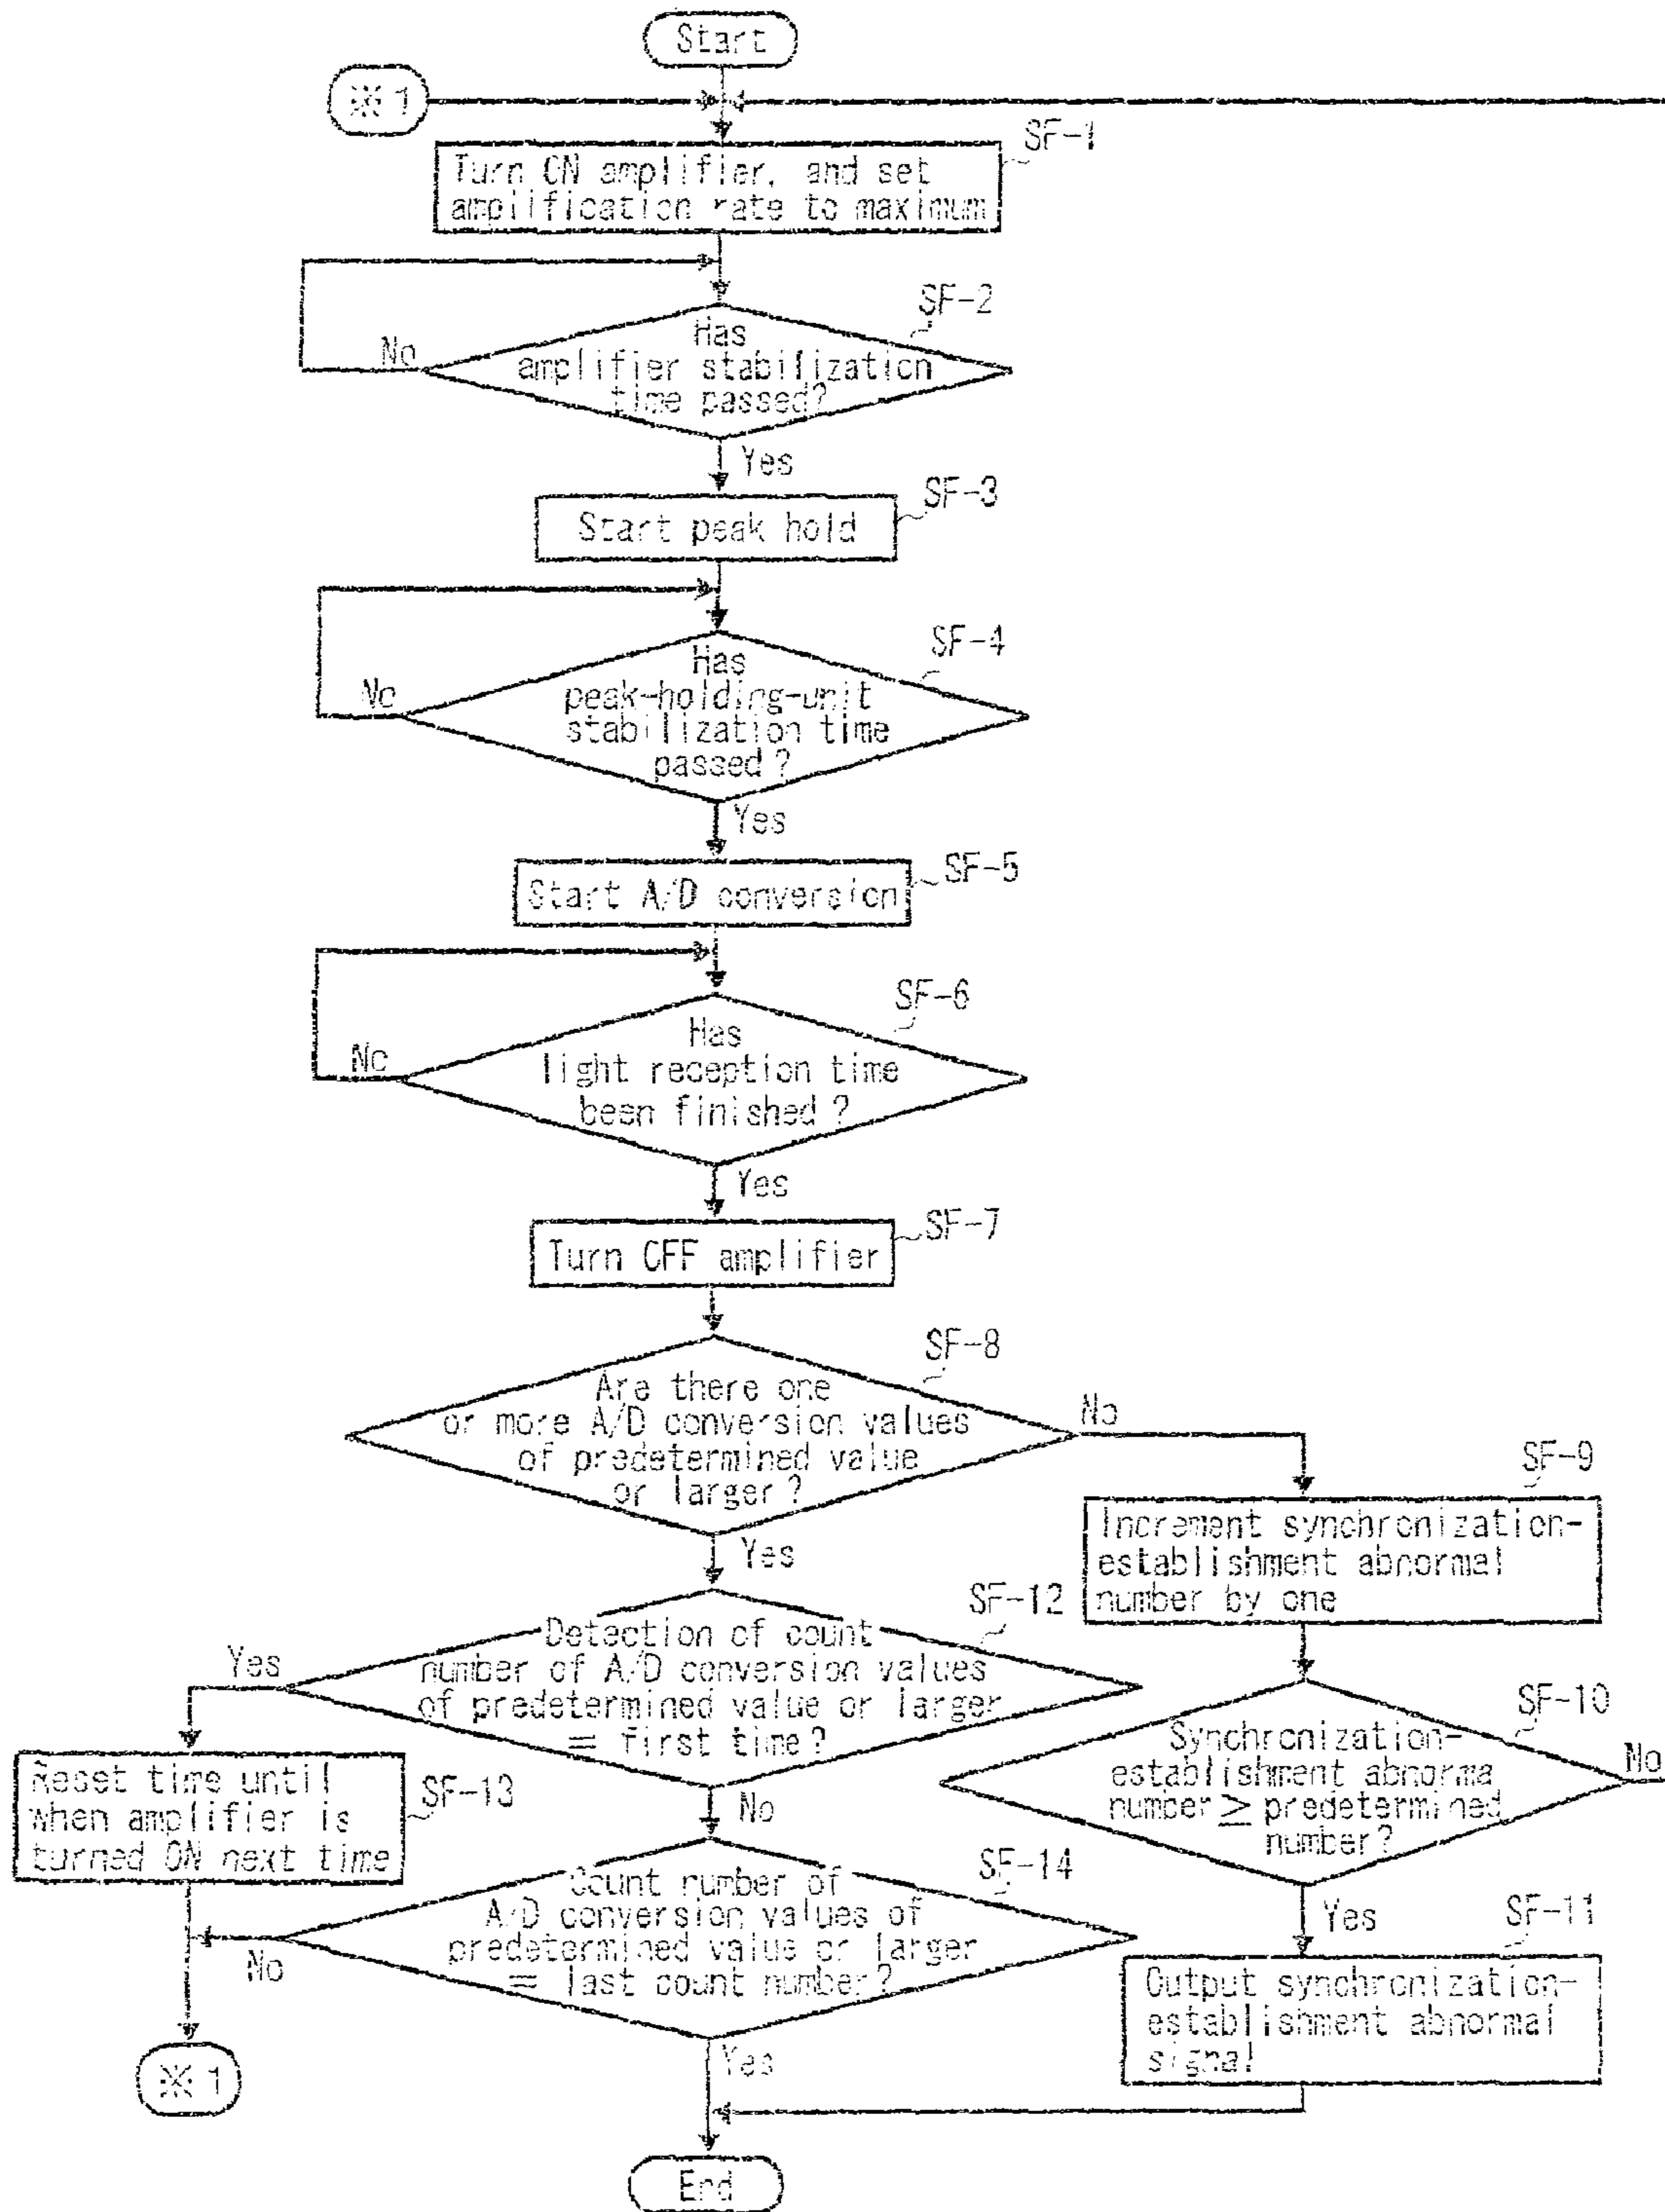 Start
※1
SF-1
Turn ON amplifier, and set
amplification rate to maximum
SF-2
Has
amplifier stabilization
time passed?
No
Yes
SF-3
Start peak hold
SF-4
Has
peak-holding-unit
stabilization time
passed?
No
Yes
SF-5
Start A/D conversion
SF-6
Has
light reception time
been finished?
No
Yes
SF-7
Turn OFF amplifier
SF-8
Are there one
or more A/D conversion values
of predetermined value
or larger?
No
Yes
SF-9
Increment synchronization-
establishment abnormal
number by one
SF-12
Detection of count
number of A/D conversion values
of predetermined value or larger
= first time?
Yes
No
SF-10
Synchronization-
establishment abnormal
number ≥ predetermined
number?
No
Yes
SF-13
Reset time until
when amplifier is
turned ON next time
SF-14
Count number of
A/D conversion values of
predetermined value or larger
= last count number?
No
Yes
SF-11
Output synchronization-
establishment abnormal
signal
※1
End